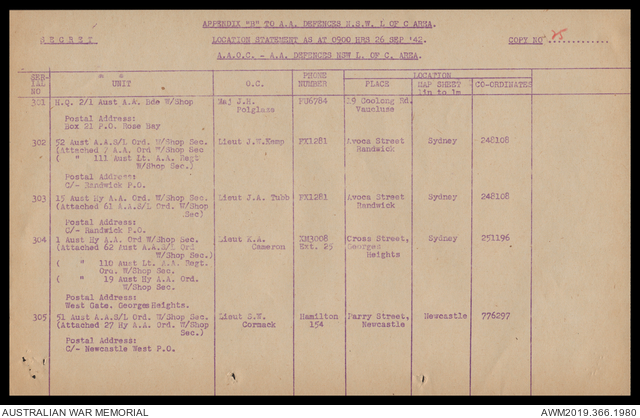 APPENDIX "B" TO A.A. DEFENCES N.S.W. L OF C AREA.
SECRET LOCATION STATEMENT AS AT 0900 HRS 26 SEP '42. COPY NO 75
A.A.O.C. - A.A. DEFENCES NSW L. OF C. AREA.
SERIAL NO UNIT O.C. PHONE NUMBER LOCATION
PLACE MAP SHEET 1in to 1m CO-ORDINATES
301 H.Q. 2/1 Aust A.A. Bde W/Shop Maj J.H. FU6784 19 Coolong Rd.
Polglaze Vaucluse
Postal Address:
Box 21 P.O. Rose Bay
302 52 Aust A.A.S/L Ord W/Shop Sec. Lieut J.W.Kemp FX1281 Avoca Street Sydney 248108
(Attached 7 A.A. Ord W/Shop Sec Randwick
( " 111 Aust Lt. A.A. Regt
W/Shop Sec.)
Postal Address:
C/- Randwick P.O.
303 15 Aust Hy A.A. Ord. W/Shop Sec. Lieut J.A. Tubb FX1281 Avoca Street Sydney 248108
(Attached 61 A.A.S/L Ord. W/Shop Randwick
Sec)
Postal Address:
C/- Randwick P.O.
304 1 Aust Hy A.A. Ord W/Shop Sec. Lieut K.A. XM3008 Cross Street, Sydney 251196
(Attached 62 Aust A.A.S/L Ord Cameron Ext. 25 Georges
W/Shop Sec.) Heights
( " 110 Aust Lt. A.A. Regt.
Ord. W/Shop Sec.
( " 19 Aust Hy A.A. Ord.
W/Shop Sec.
Postal Address:
West Gate. Georges Heights.
305 51 Aust A.A.S/L Ord. W/Shop Sec. Lieut S.W. Hamilton Parry Street, Newcastle 776297
(Attached 27 Hy A.A. Ord. W/Shop Cormack 154 Newcastle
Sec.)
Postal Address:
C/- Newcastle West P.O.
AUSTRALIAN WAR MEMORIAL AWM2019.366.1980